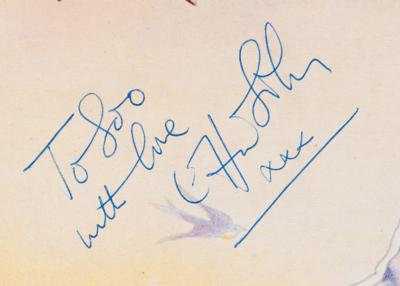 To Soo
with love
xxx